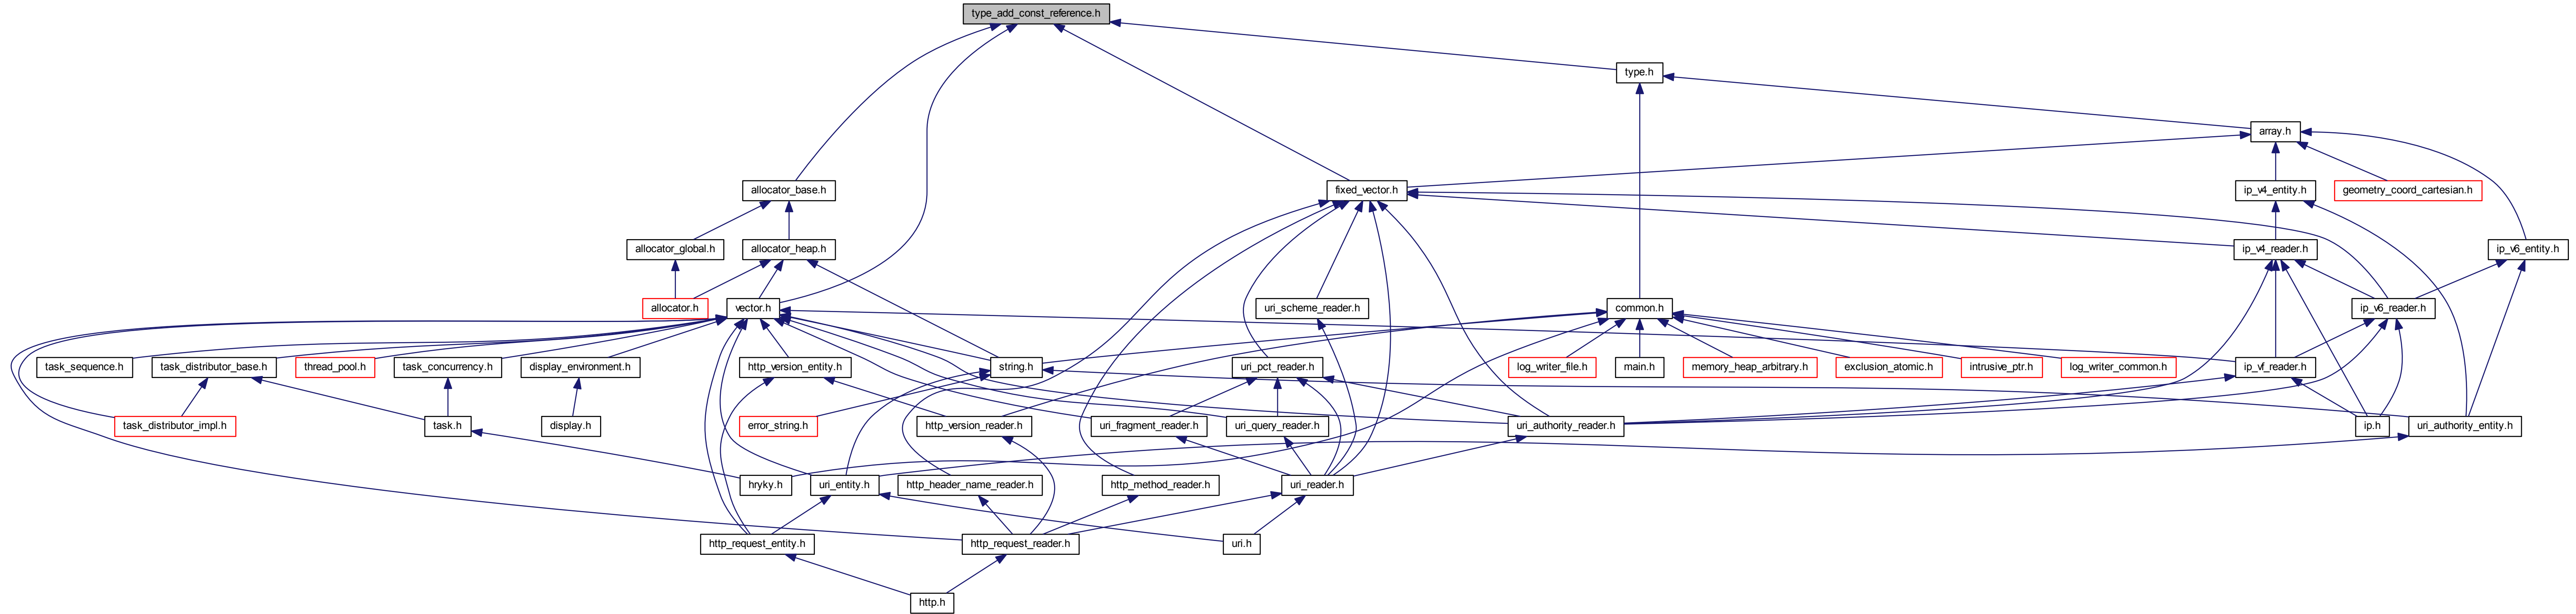 type_add_const_reference.h
type.h
array.h
allocator_base.h
fixed_vector.h
ip_v4_entity.h
geometry_coord_cartesian.h
allocator_global.h
allocator_heap.h
ip_v4_reader.h
ip_v6_entity.h
allocator.h
vector.h
uri_scheme_reader.h
common.h
ip_v6_reader.h
task_sequence.h
task_distributor_base.h
thread_pool.h
task_concurrency.h
display_environment.h
http_version_entity.h
string.h
uri_pct_reader.h
log_writer_file.h
main.h
memory_heap_arbitrary.h
exclusion_atomic.h
intrusive_ptr.h
log_writer_common.h
ip_vf_reader.h
task_distributor_impl.h
task.h
display.h
error_string.h
http_version_reader.h
uri_fragment_reader.h
uri_query_reader.h
uri_authority_reader.h
ip.h
uri_authority_entity.h
hryky.h
uri_entity.h
http_header_name_reader.h
http_method_reader.h
uri_reader.h
http_request_entity.h
http_request_reader.h
uri.h
http.h